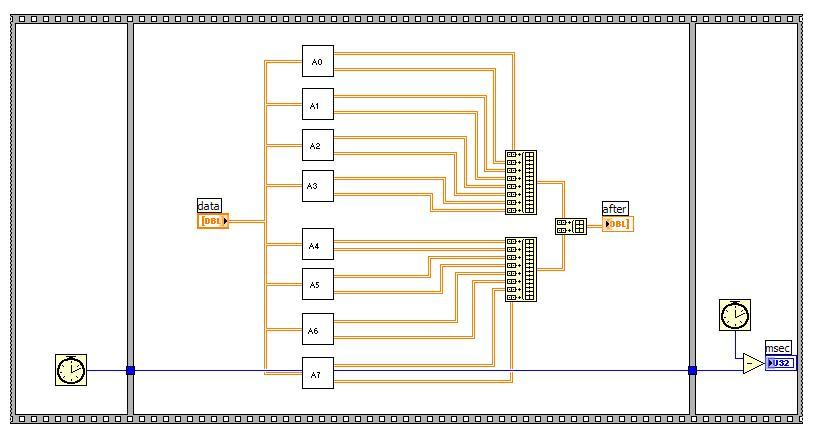 A0
A1
A2
A3
data
[DBL]
after
DBL]
A4
A5
A6
msec
U32
A7